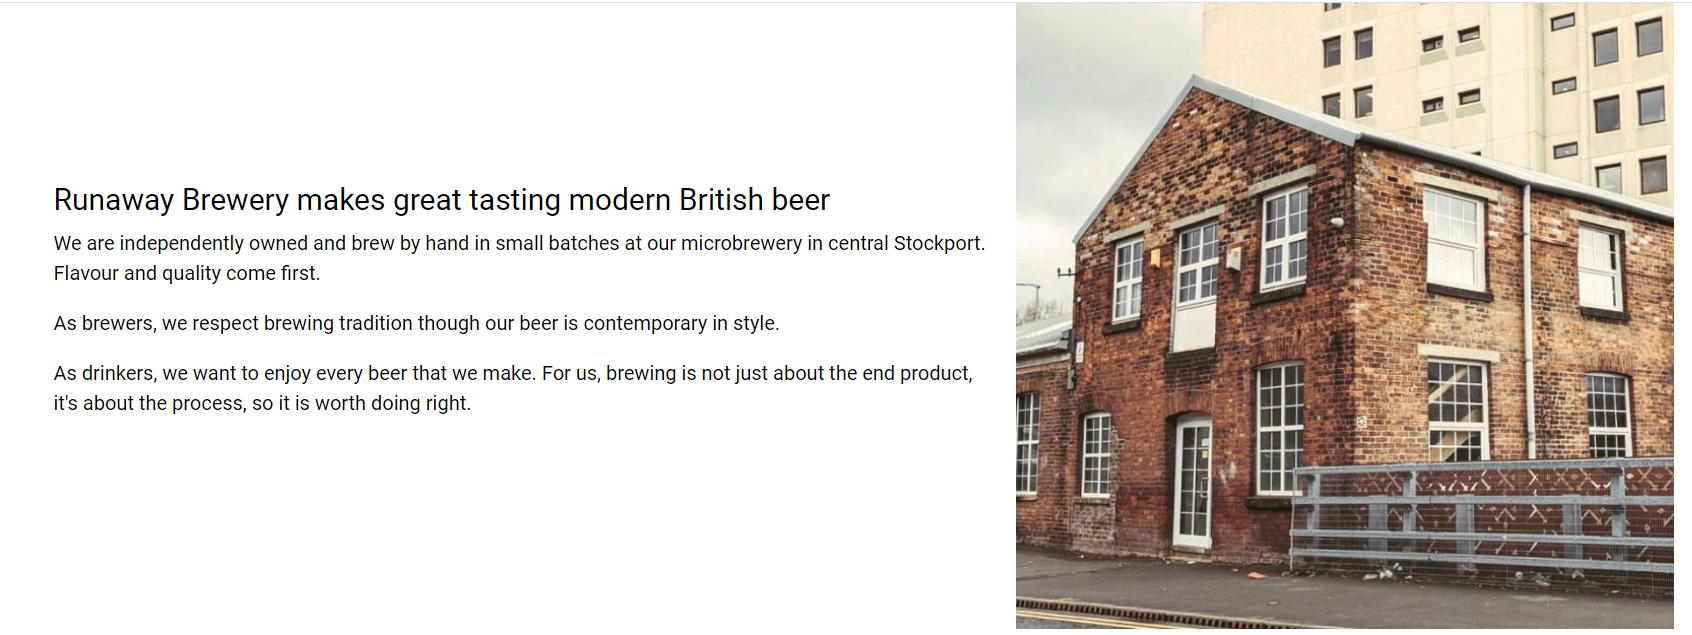 Runaway Brewery makes great tasting modern British beer
We are independently owned and brew by hand in small batches at our microbrewery in central Stockport.
Flavour and quality come first.
As brewers, we respect brewing tradition though our beer is contemporary in style.
As drinkers, we want to enjoy every beer that we make. For us, brewing is not just about the end product,
it's about the process, so it is worth doing right.